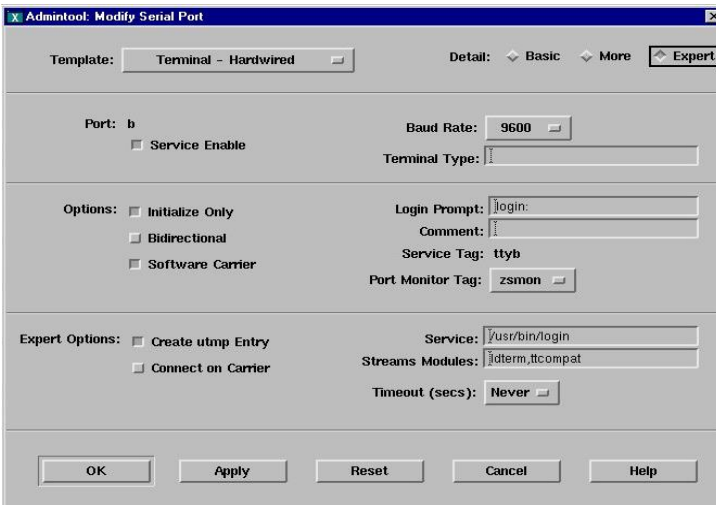 X Admintool: Modify Serial Port
Template: Terminal - Hardwired Detail: Basic More Expert
Port: b Baud Rate: 9600
Service Enable
Terminal Type:
Options: Initialize Only Login Prompt: login:
Bidirectional Comment:
Software Carrier Service Tag: ttyb
Port Monitor Tag: zsmon
Expert Options: Create utmp Entry Service: /usr/bin/login
Connect on Carrier Streams Modules: ldterm,ttcompat
Timeout (secs): Never
OK Apply Reset Cancel Help